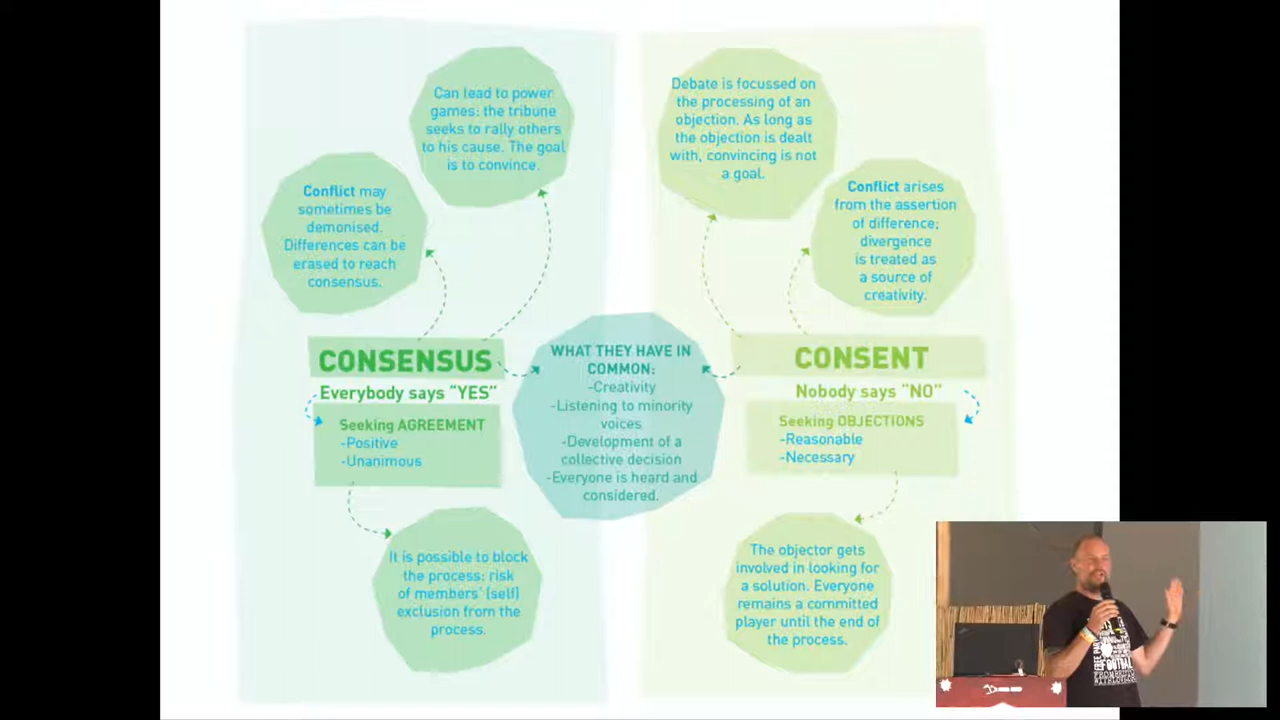 Can lead to power
games: the tribune
seeks to rally others
to his cause. The goal
is to convince.
Conflict may
sometimes be
demonised.
Differences can be
erased to reach
consensus.
Debate is focussed on
the processing of an
objection. As long as
the objection is dealt
with, convincing is not
a goal.
Conflict arises
from the assertion
of difference;
divergence
is treated as
a source of
creativity.
CONSENSUS
Everybody says “YES”
Seeking AGREEMENT
-Positive
-Unanimous
WHAT THEY HAVE IN
COMMON:
-Creativity
-Listening to minority
voices
-Development of a
collective decision
-Everyone is heard and
considered.
CONSENT
Nobody says “NO”
Seeking OBJECTIONS
-Reasonable
-Necessary
It is possible to block
the process: risk
of members’ (self)
exclusion from the
process.
The objector gets
involved in looking for
a solution. Everyone
remains a committed
player until the end of
the process.